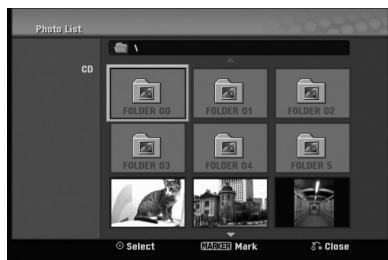 Photo List
\
CD
FOLDER 00 FOLDER 01 FOLDER 02
FOLDER 03 FOLDER 04 FOLDER 5
Select MARKER Mark Close